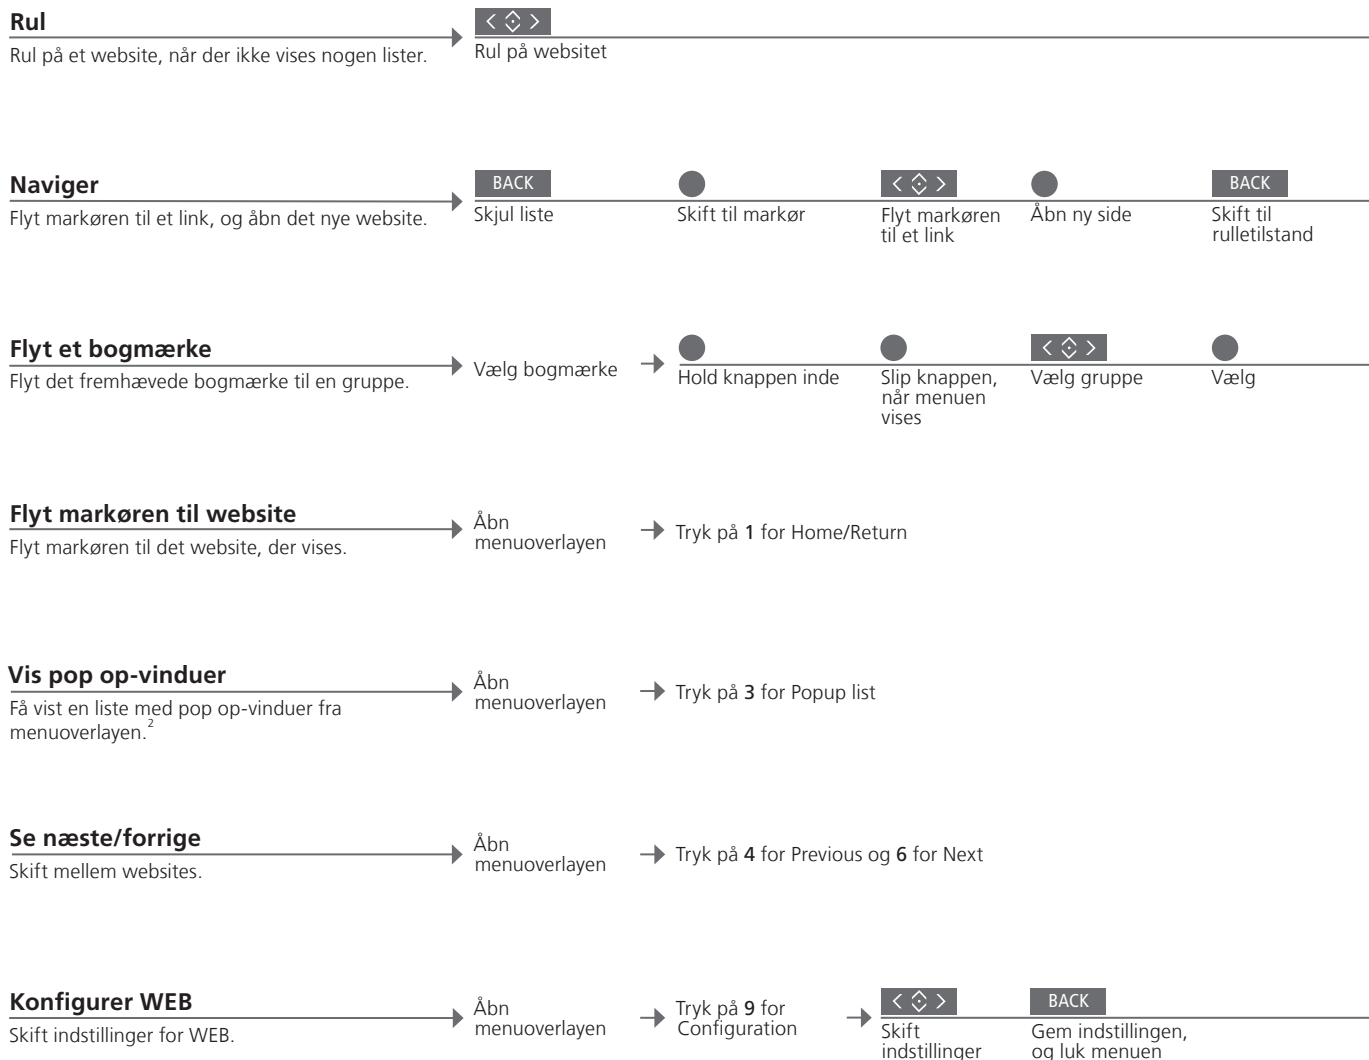 Rul
Rul på et website, når der ikke vises nogen lister.
Rul på websitet
Naviger
Flyt markøren til et link, og åbn det nye website.
BACK
Skjul liste
Skift til markør
Flyt markøren
til et link
Åbn ny side
BACK
Skift til
rulletilstand
Flyt et bogmærke
Flyt det fremhævede bogmærke til en gruppe.
Vælg bogmærke
Hold knappen inde
Slip knappen,
når menuen
vises
Vælg gruppe
Vælg
Flyt markøren til website
Flyt markøren til det website, der vises.
Åbn
menuoverlayen
Tryk på 1 for Home/Return
Vis pop op-vinduer
Få vist en liste med pop op-vinduer fra
menuoverlayen.2
Åbn
menuoverlayen
Tryk på 3 for Popup list
Se næste/forrige
Skift mellem websites.
Åbn
menuoverlayen
Tryk på 4 for Previous og 6 for Next
Konfigurer WEB
Skift indstillinger for WEB.
Åbn
menuoverlayen
Tryk på 9 for
Configuration
Skift
indstillinger
BACK
Gem indstillingen,
og luk menuen